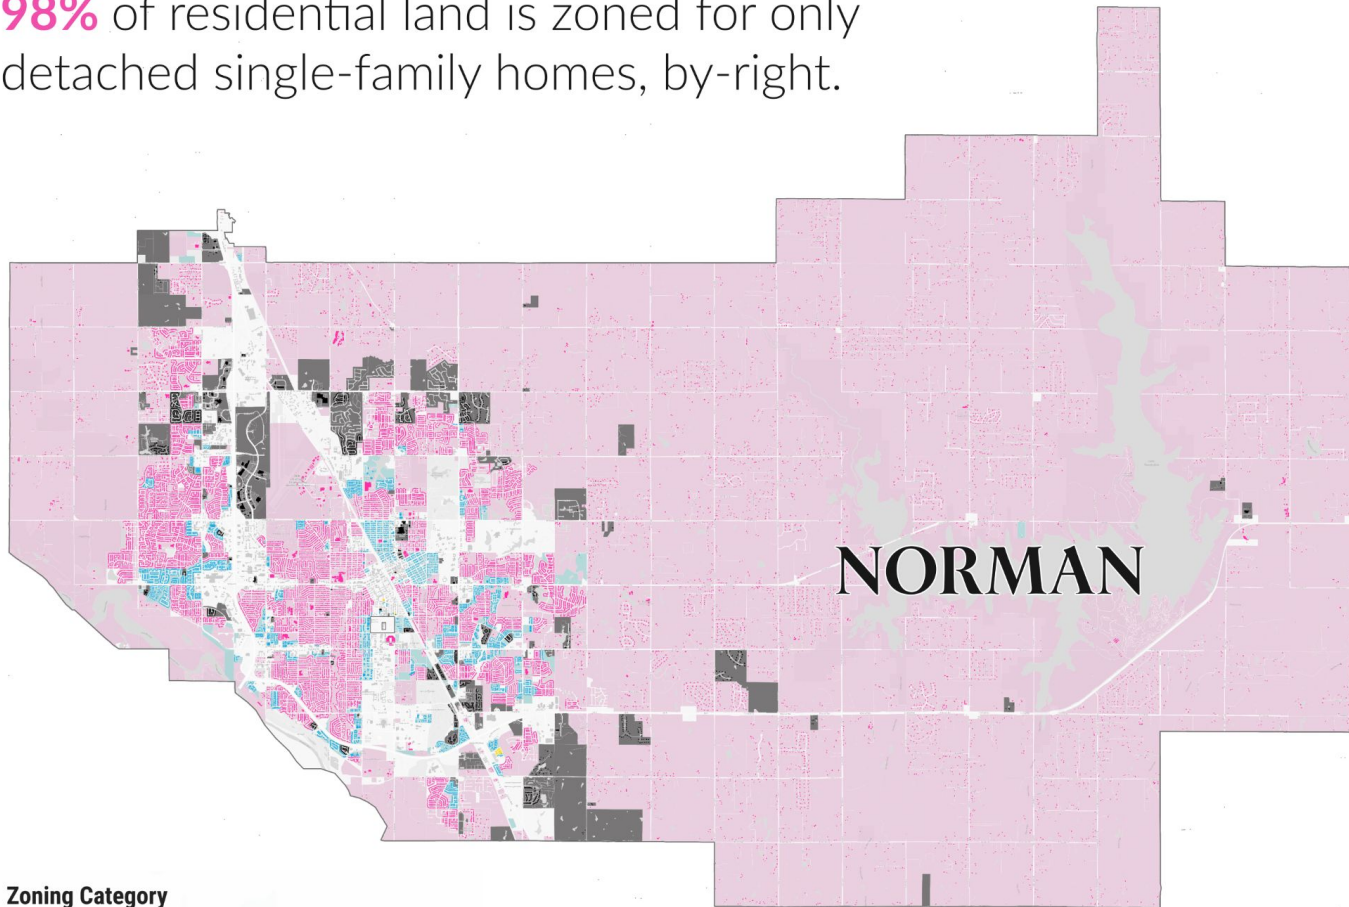 98% of residential land is zoned for only
detached single-family homes, by-right.
NORMAN
Zoning Category